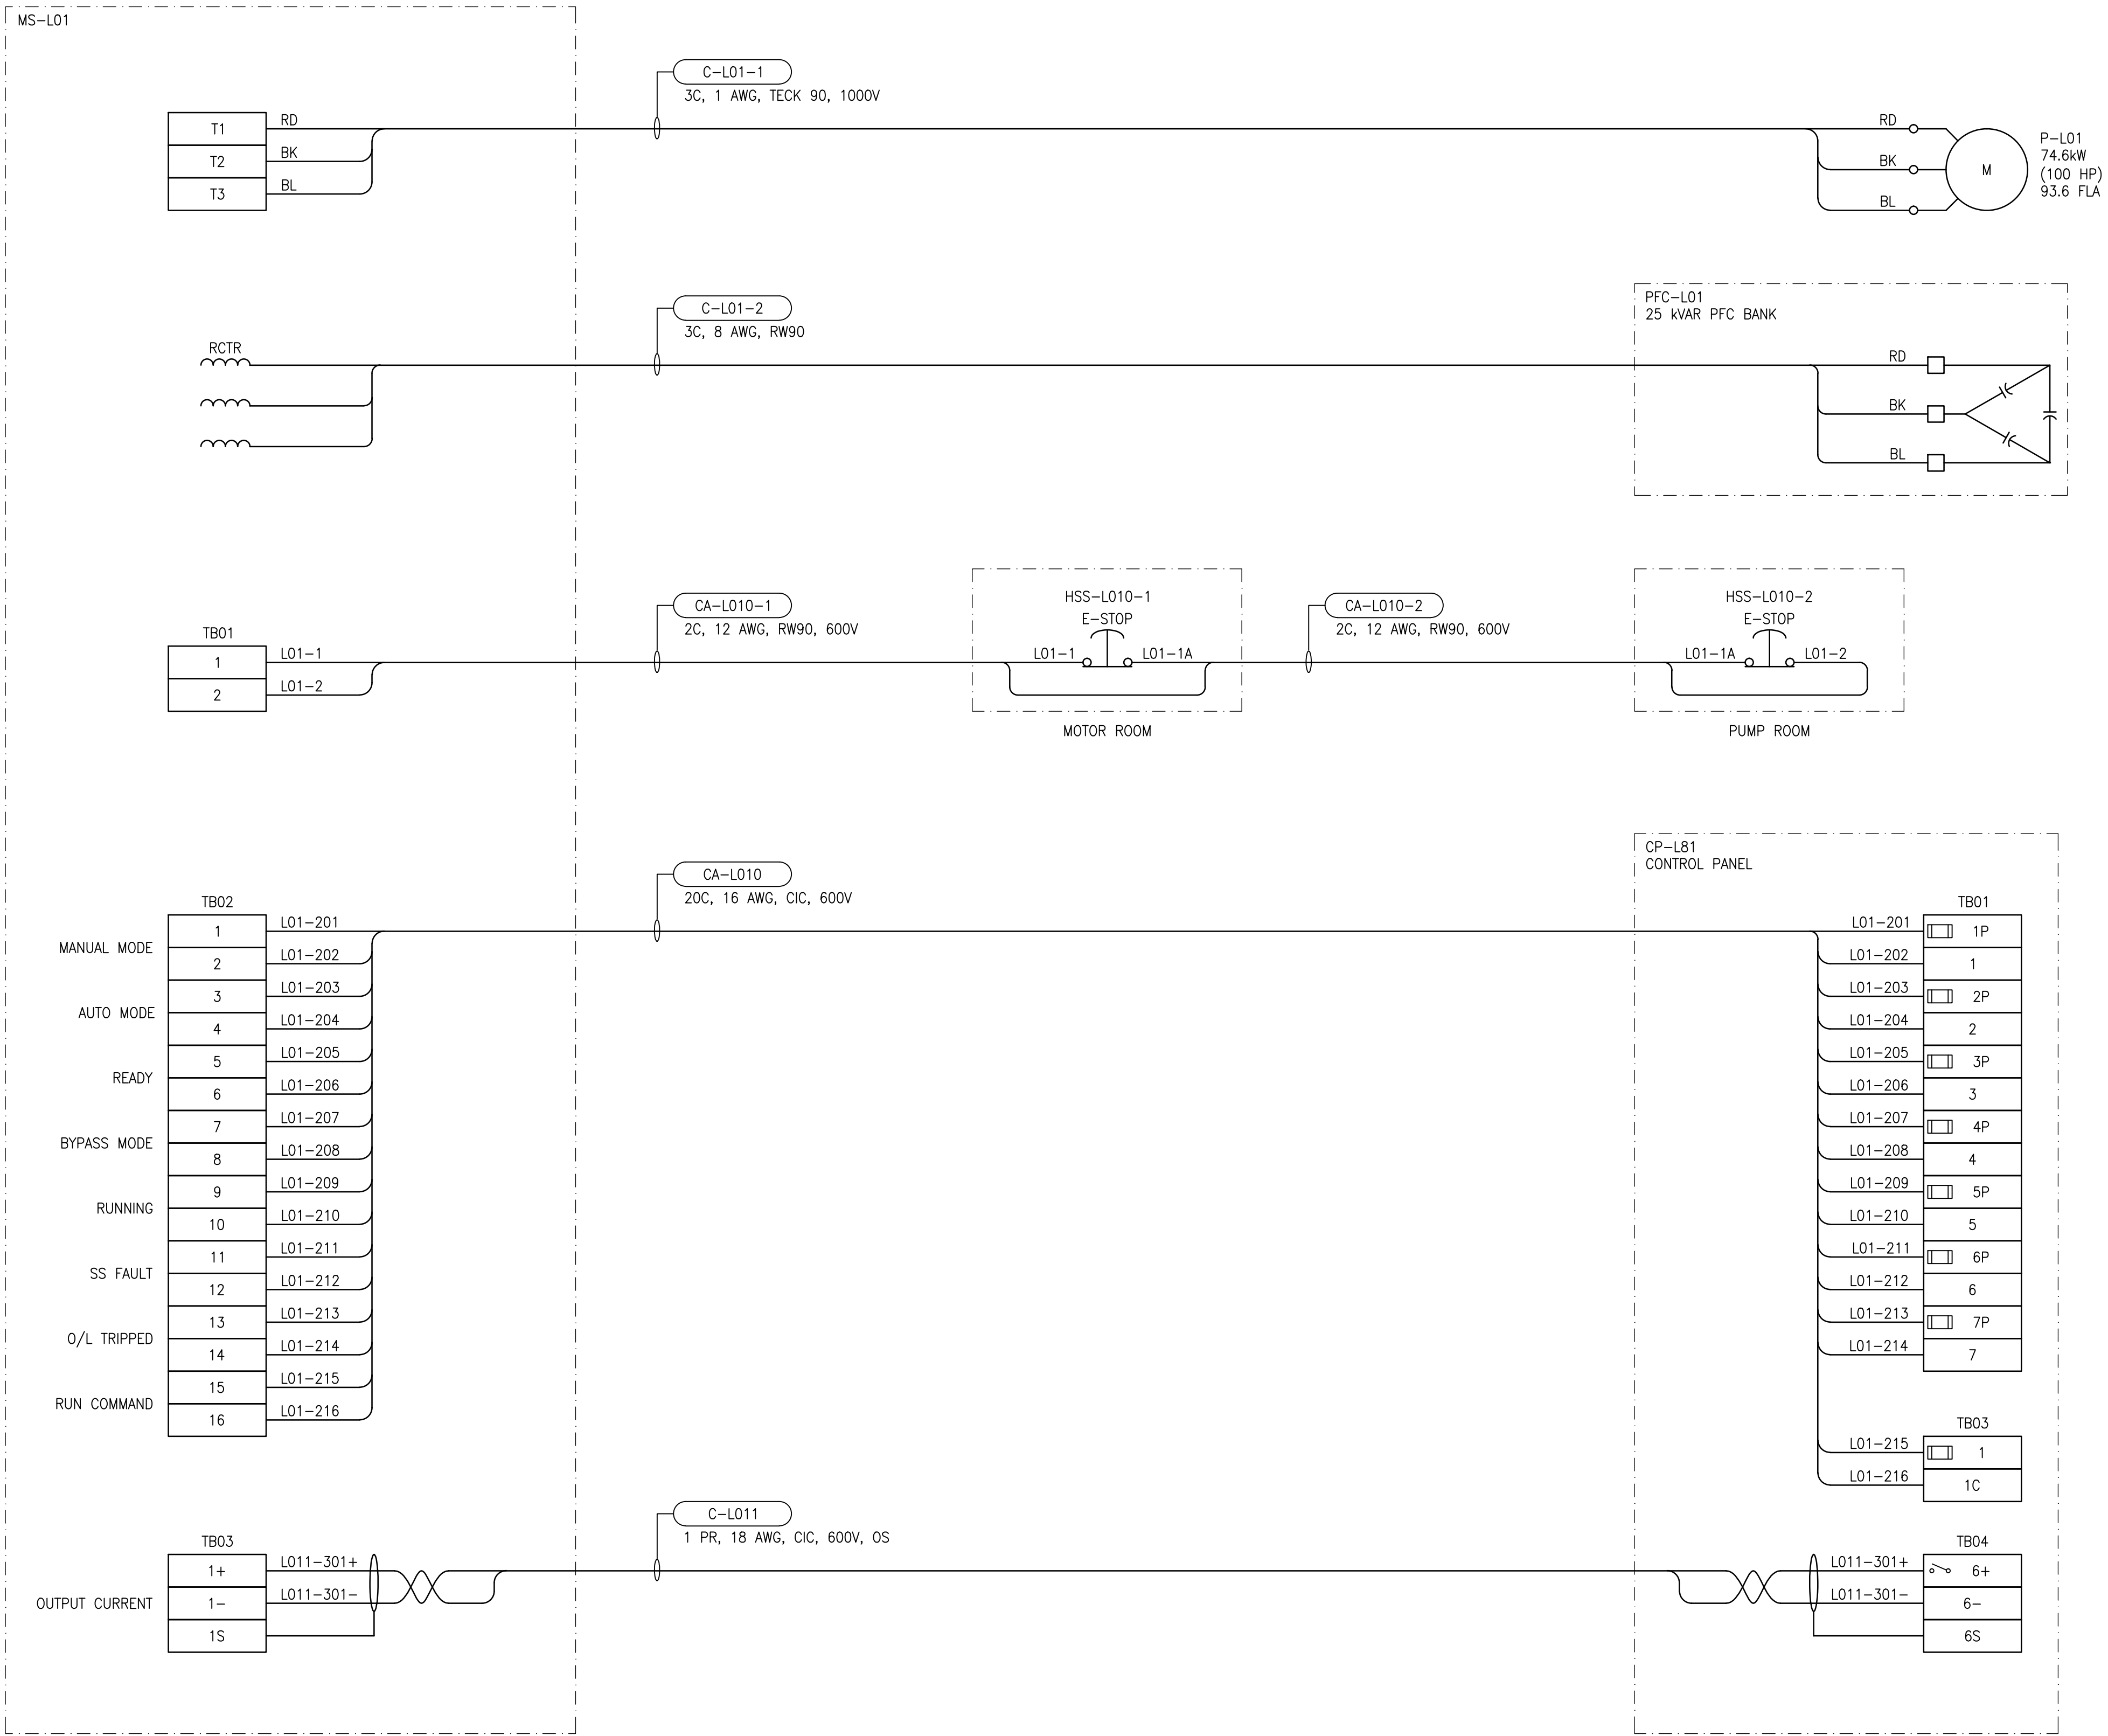 MS-L01
C-L01-1
3C, 1 AWG, TECK 90, 1000V
T1
RD
T2
BK
T3
BL
RD
BK
BL
M
P-L01
74.6kW
(100 HP)
93.6 FLA
C-L01-2
3C, 8 AWG, RW90
RCTR
PFC-L01
25 kVAR PFC BANK
RD
BK
BL
TB01
1
L01-1
2
L01-2
CA-L010-1
2C, 12 AWG, RW90, 600V
HSS-L010-1
E-STOP
L01-1
L01-1A
MOTOR ROOM
CA-L010-2
2C, 12 AWG, RW90, 600V
HSS-L010-2
E-STOP
L01-1A
L01-2
PUMP ROOM
CA-L010
20C, 16 AWG, CIC, 600V
TB02
MANUAL MODE
1
L01-201
2
L01-202
AUTO MODE
3
L01-203
4
L01-204
READY
5
L01-205
6
L01-206
BYPASS MODE
7
L01-207
8
L01-208
RUNNING
9
L01-209
10
L01-210
SS FAULT
11
L01-211
12
L01-212
O/L TRIPPED
13
L01-213
14
L01-214
RUN COMMAND
15
L01-215
16
L01-216
CP-L81
CONTROL PANEL
TB01
L01-201
1P
L01-202
1
L01-203
2P
L01-204
2
L01-205
3P
L01-206
3
L01-207
4P
L01-208
4
L01-209
5P
L01-210
5
L01-211
6P
L01-212
6
L01-213
7P
L01-214
7
TB03
L01-215
1
L01-216
1C
C-L011
1 PR, 18 AWG, CIC, 600V, OS
TB03
OUTPUT CURRENT
1+
L011-301+
1-
L011-301-
1S
TB04
L011-301+
6+
L011-301-
6-
6S